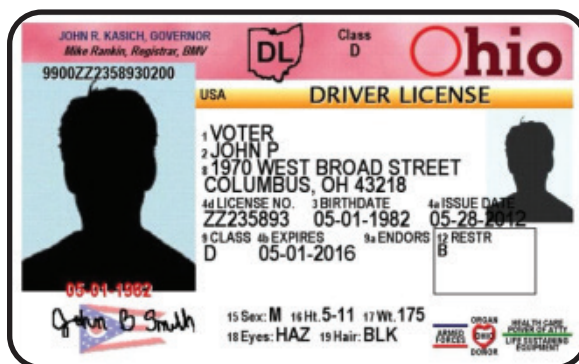 JOHN R. KASICH, GOVERNOR
Mike Rankin, Registrar, BMV
DL
Class
D
Ohio
9900ZZ2358930200
USA
DRIVER LICENSE
1 VOTER
2 JOHN P
8 1970 WEST BROAD STREET
COLUMBUS, OH 43218
4d LICENSE NO. 3 BIRTHDATE 4a ISSUE DATE
ZZ235893 05-01-1982 05-28-2012
9 CLASS 4b EXPIRES 9a ENDORS 12 RESTR
D 05-01-2016 B
05-01-1982
John B Smith
15 Sex: M 16 Ht. 5-11 17 Wt. 175
18 Eyes: HAZ 19 Hair: BLK
ARMED FORCES
ORGAN
OHIO
DONOR
HEALTH CARE
POWER OF ATTY
LIFE SUSTAINING
EQUIPMENT